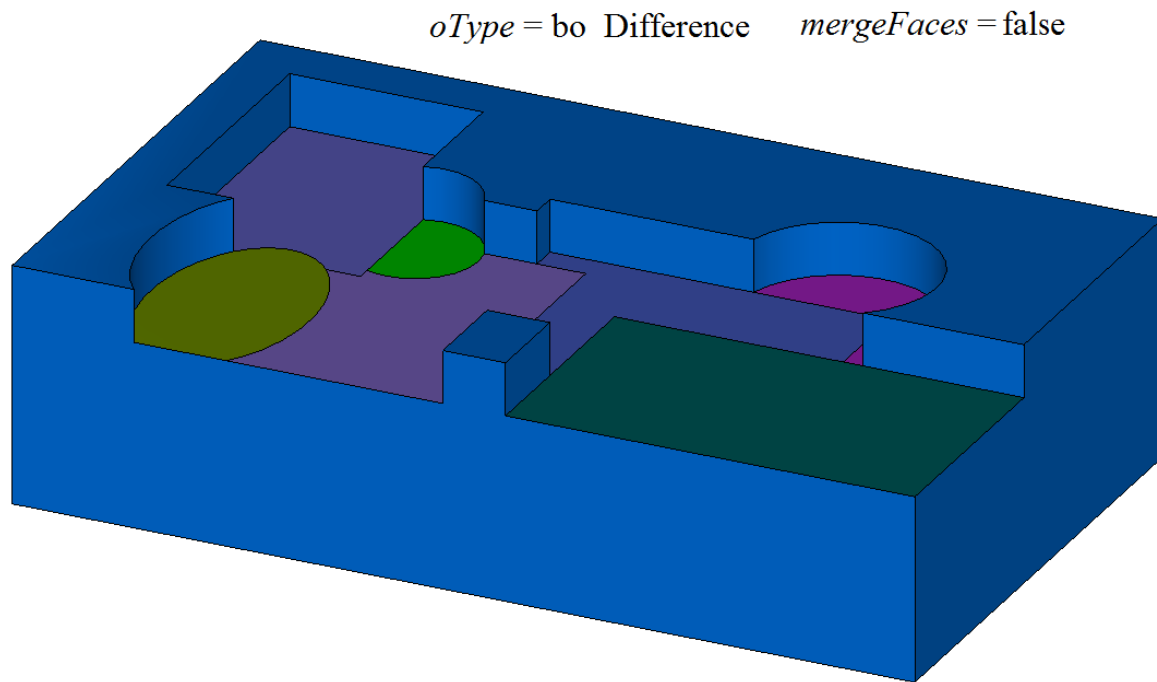 oType = bo Difference mergeFaces = false